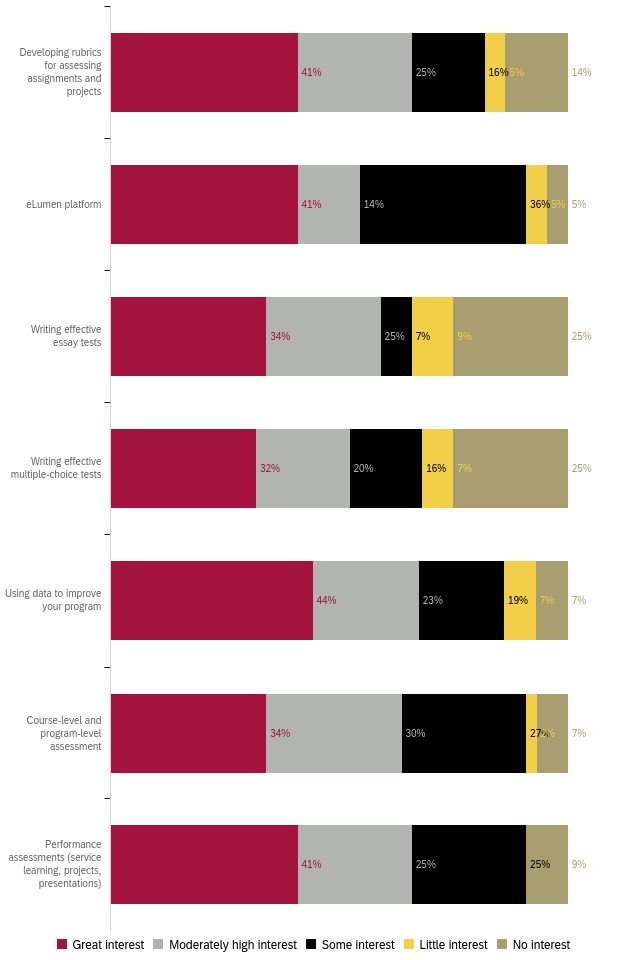 Developing rubrics
for assessing
assignments and
projects
41% 25% 16% 5% 14%
eLumen platform
41% 14% 36% 5% 5%
Writing effective
essay tests
34% 25% 7% 9% 25%
Writing effective
multiple-choice tests
32% 20% 16% 7% 25%
Using data to improve
your program
44% 23% 19% 7% 7%
Course-level and
program-level
assessment
34% 30% 27% 7%
Performance
assessments (service
learning, projects,
presentations)
41% 25% 25% 9%
Great interest Moderately high interest Some interest Little interest No interest